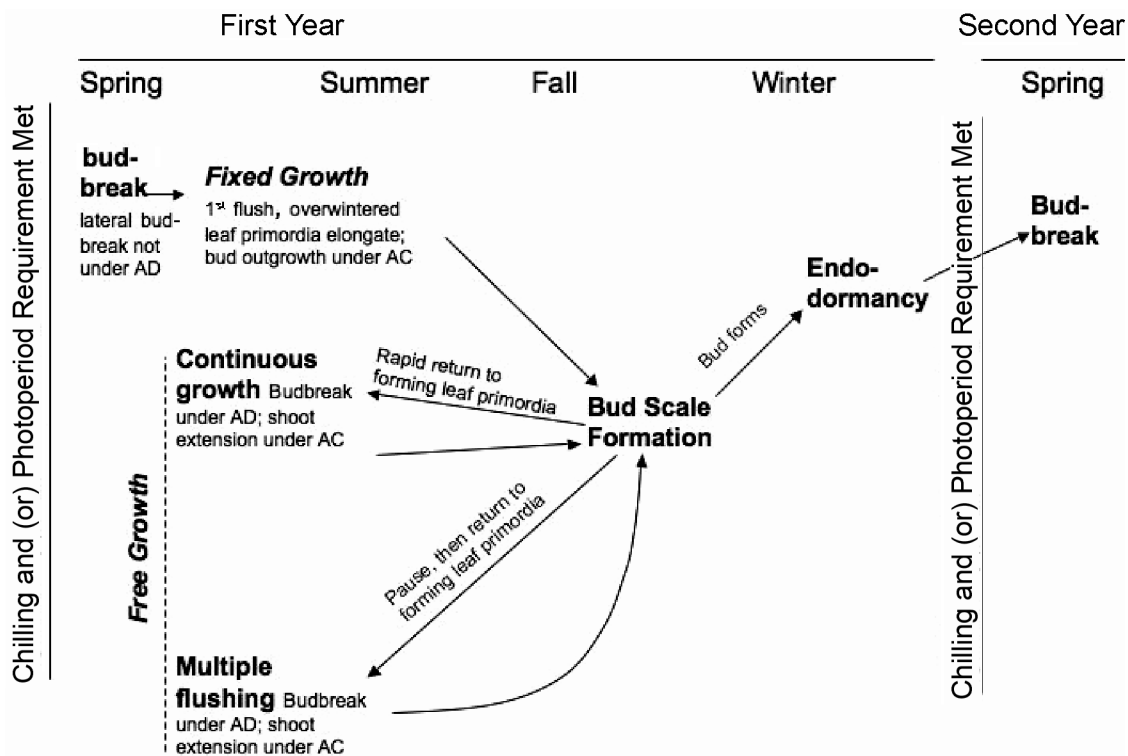 First Year
Second Year
Spring
Summer
Fall
Winter
Spring
Chilling and (or) Photoperiod Requirement Met
bud-
break
lateral bud-
break not
under AD
Fixed Growth
1st flush, overwintered
leaf primordia elongate;
bud outgrowth under AC
Free Growth
Continuous
growth Budbreak
under AD; shoot
extension under AC
Rapid return to
forming leaf primordia
Bud Scale
Formation
Pause, then return to
forming leaf primordia
Multiple
flushing Budbreak
under AD; shoot
extension under AC
Bud forms
Endo-
dormancy
Chilling and (or) Photoperiod Requirement Met
Bud-
break